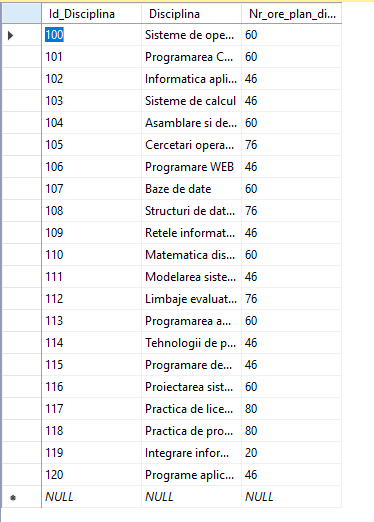 Id_Disciplina Disciplina Nr_ore_plan_di...
100 Sisteme de ope... 60
101 Programarea C... 60
102 Informatica apli... 46
103 Sisteme de calcul 46
104 Asamblare si de... 60
105 Cercetari opera... 76
106 Programare WEB 46
107 Baze de date 60
108 Structuri de dat... 76
109 Retele informat... 46
110 Matematica dis... 60
111 Modelarea siste... 46
112 Limbaje evaluat... 76
113 Programarea a... 60
114 Tehnologii de p... 46
115 Programare de... 46
116 Proiectarea sist... 60
117 Practica de lice... 80
118 Practica de pro... 80
119 Integrare infor... 20
120 Programe aplic... 46
NULL NULL NULL